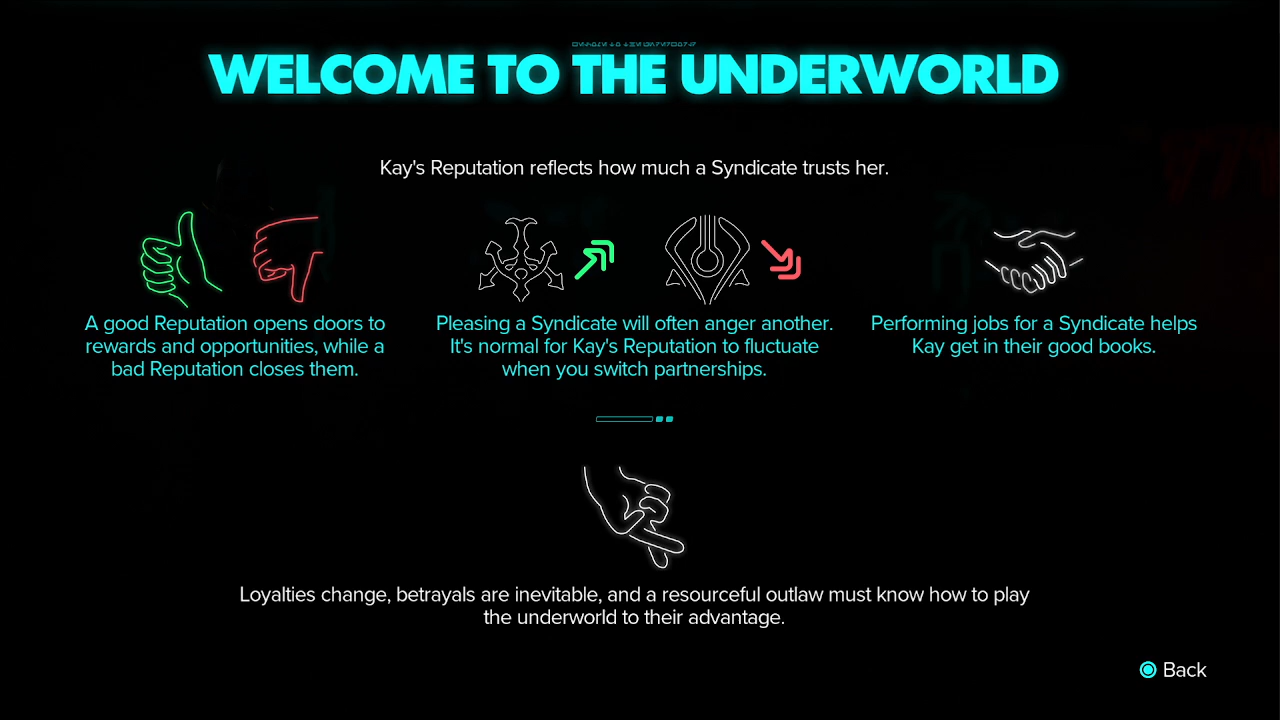 WELCOME TO THE UNDERWORLD
Kay's Reputation reflects how much a Syndicate trusts her.
A good Reputation opens doors to
rewards and opportunities, while a
bad Reputation closes them.
Pleasing a Syndicate will often anger another.
It's normal for Kay's Reputation to fluctuate
when you switch partnerships.
Performing jobs for a Syndicate helps
Kay get in their good books.
Loyalties change, betrayals are inevitable, and a resourceful outlaw must know how to play
the underworld to their advantage.
Back